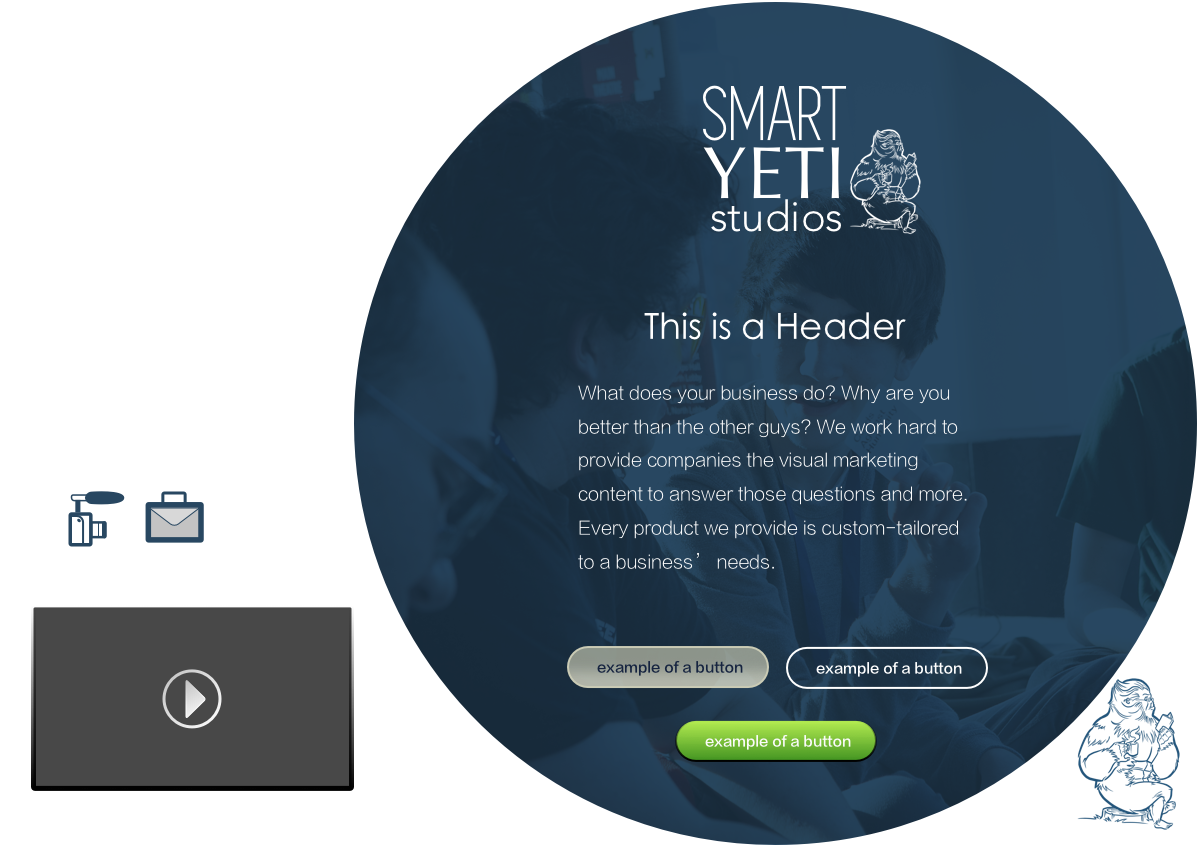 SMART
YETI
studios
This is a Header
What does your business do? Why are you
better than the other guys? We work hard to
provide companies the visual marketing
content to answer those questions and more.
Every product we provide is custom-tailored
to a business’ needs.
example of a button
example of a button
example of a button